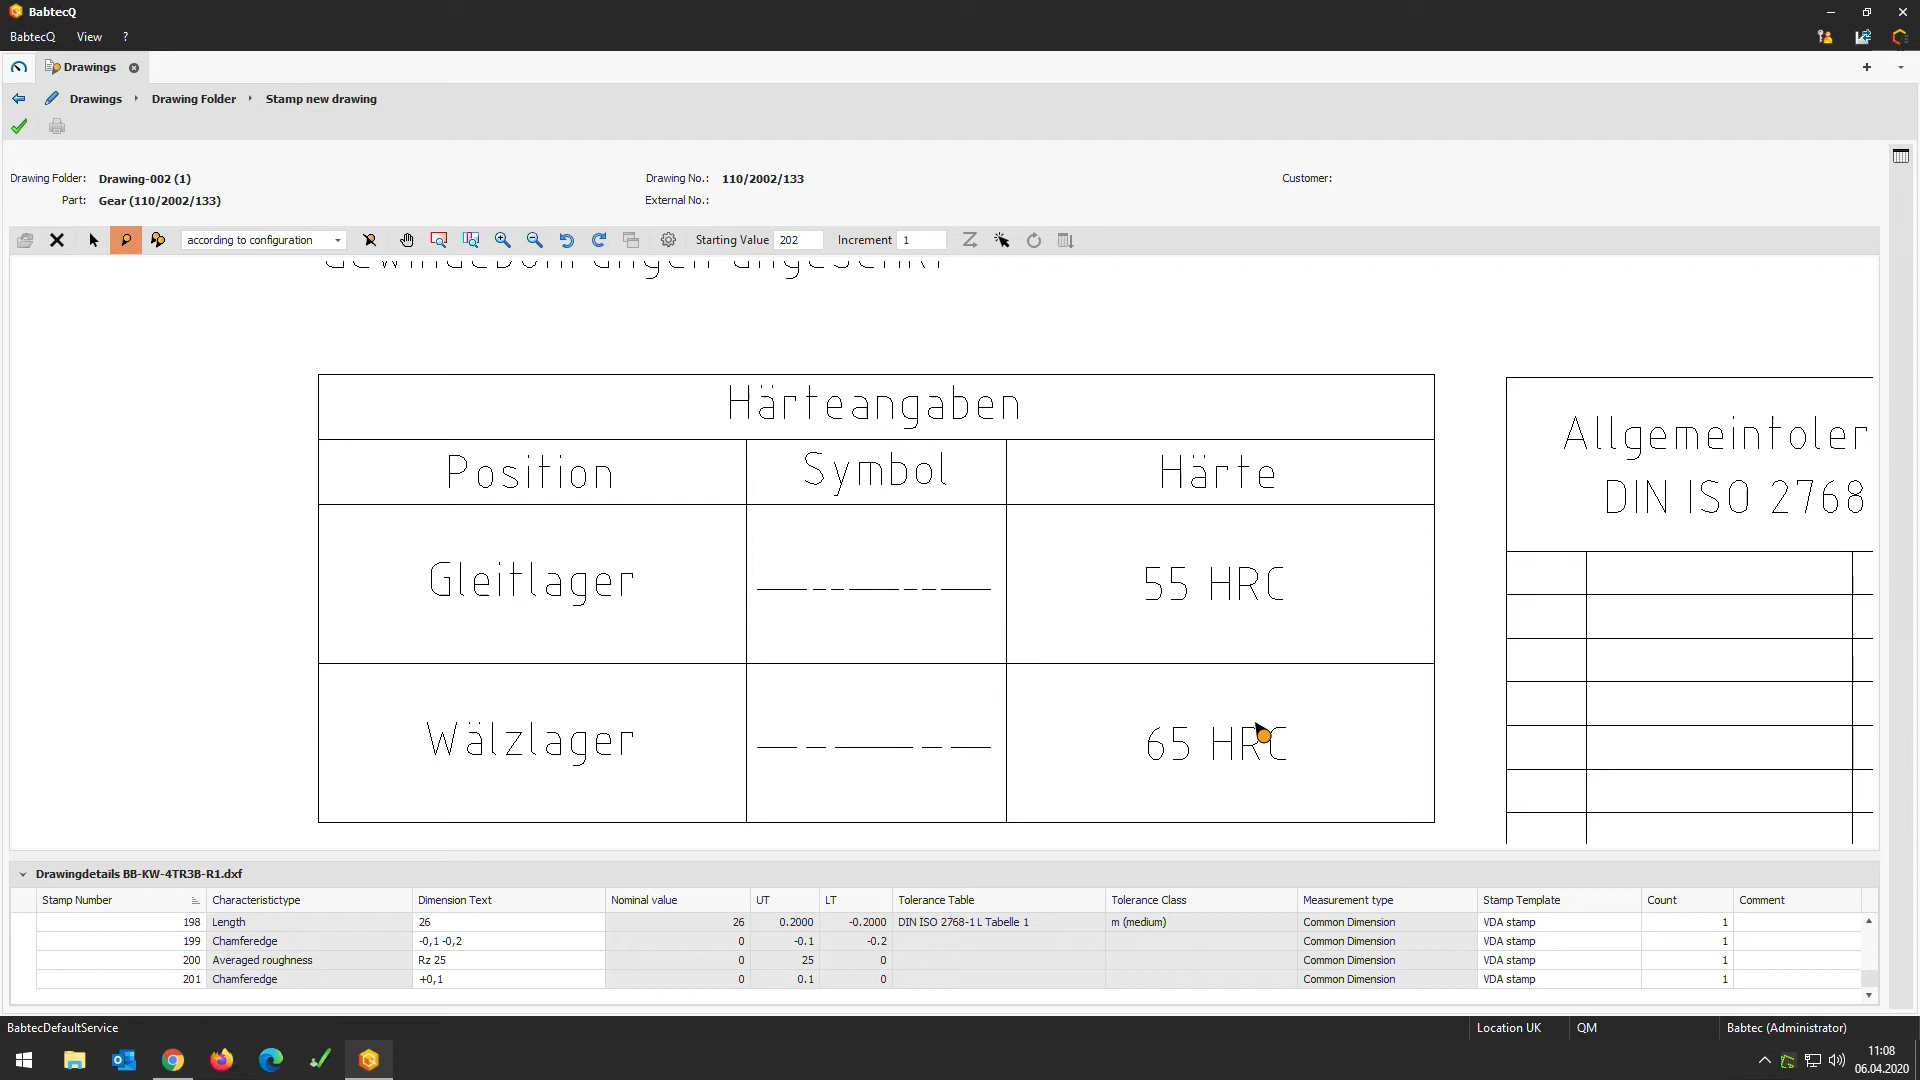 BabtecQ
BabtecQ View ?
Drawings
Drawings Drawing Folder Stamp new drawing
Drawing Folder: Drawing-002 (1) Drawing No.: 110/2002/133 Customer:
Part: Gear (110/2002/133) External No.:
according to configuration Starting Value 202 Increment 1
Gewindebohrungen angesenkt
Härteangaben
Position Symbol Härte
Gleitlager 55 HRC
Wälzlager 65 HRC
Allgemeintoler
DIN ISO 2768
Drawingdetails BB-KW-4TR3B-R1.dxf
Stamp Number Characteristictype Dimension Text Nominal value UT LT Tolerance Table Tolerance Class Measurement type Stamp Template Count Comment
198 Length 26 26 0.2000 -0.2000 DIN ISO 2768-1 L Tabelle 1 m (medium) Common Dimension VDA stamp 1
199 Chamferedge -0,1 -0,2 0 -0.1 -0.2 Common Dimension VDA stamp 1
200 Averaged roughness Rz 25 0 25 0 Common Dimension VDA stamp 1
201 Chamferedge +0,1 0 0.1 0 Common Dimension VDA stamp 1
BabtecDefaultService Location UK QM Babtec (Administrator)
11:08
06.04.2020